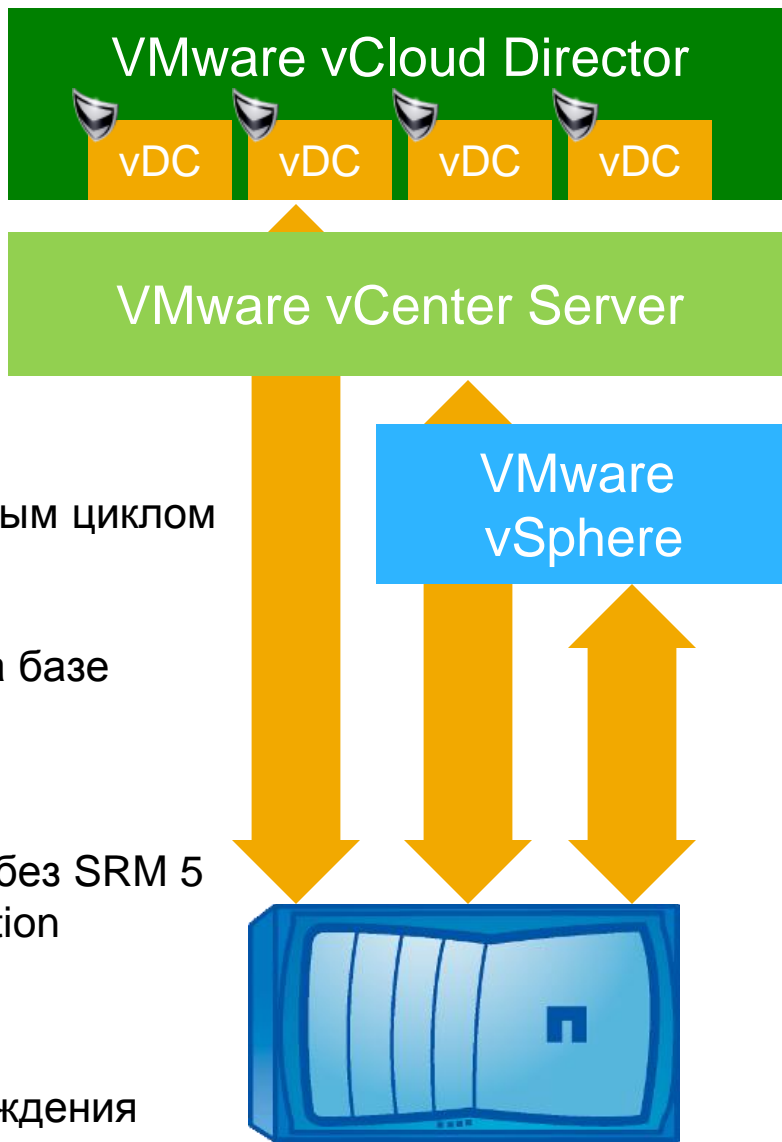 VMware vCloud Director
vDC vDC vDC vDC
VMware vCenter Server
VMware
vSphere
ым циклом
базе
без SRM 5
tion
ждения